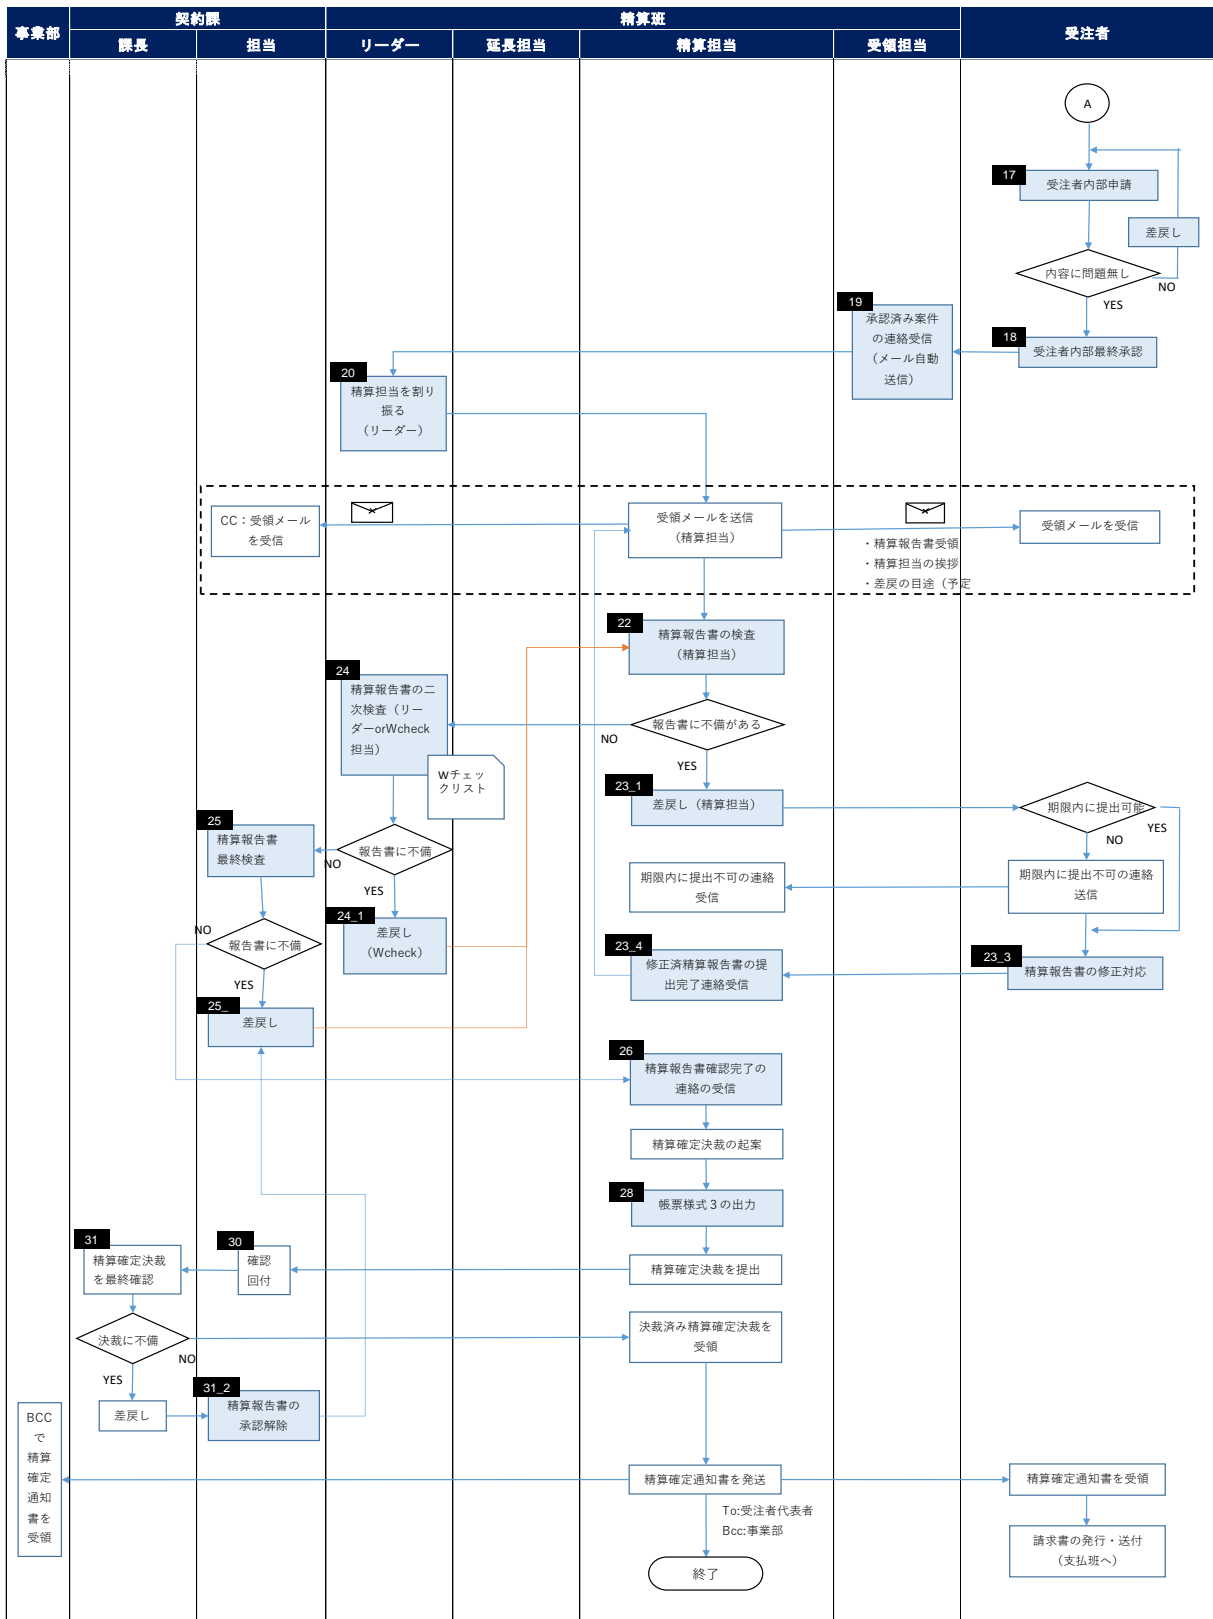 事業部
契約課
精算班
受注者
課長
担当
リーダー
延長担当
精算担当
受領担当
A
17
受注者内部申請
差戻し
内容に問題無し
NO
YES
18
受注者内部最終承認
19
承認済み案件
の連絡受信
（メール自動
送信）
20
精算担当を割り
振る
（リーダー）
CC：受領メール
を受信
受領メールを送信
（精算担当）
受領メールを受信
・精算報告書受領
・精算担当の挨拶
・差戻の目途（予定
22
精算報告書の検査
（精算担当）
24
精算報告書の二
次検査（リー
ダーorWcheck
担当）
報告書に不備がある
NO
YES
Wチェッ
クリスト
23_1
差戻し（精算担当）
期限内に提出可能
YES
NO
25
精算報告書
最終検査
報告書に不備
NO
YES
期限内に提出不可の連絡
受信
期限内に提出不可の連絡
送信
24_1
差戻し
（Wcheck）
NO
報告書に不備
YES
23_4
修正済精算報告書の提
出完了連絡受信
23_3
精算報告書の修正対応
25_
差戻し
26
精算報告書確認完了の
連絡の受信
精算確定決裁の起案
28
帳票様式３の出力
31
精算確定決裁
を最終確認
30
確認
回付
精算確定決裁を提出
決裁に不備
NO
YES
決裁済み精算確定決裁を
受領
差戻し
31_2
精算報告書の
承認解除
BCC
で
精算
確定
通知
書を
受領
精算確定通知書を発送
精算確定通知書を受領
To:受注者代表者
Bcc:事業部
請求書の発行・送付
（支払班へ）
終了